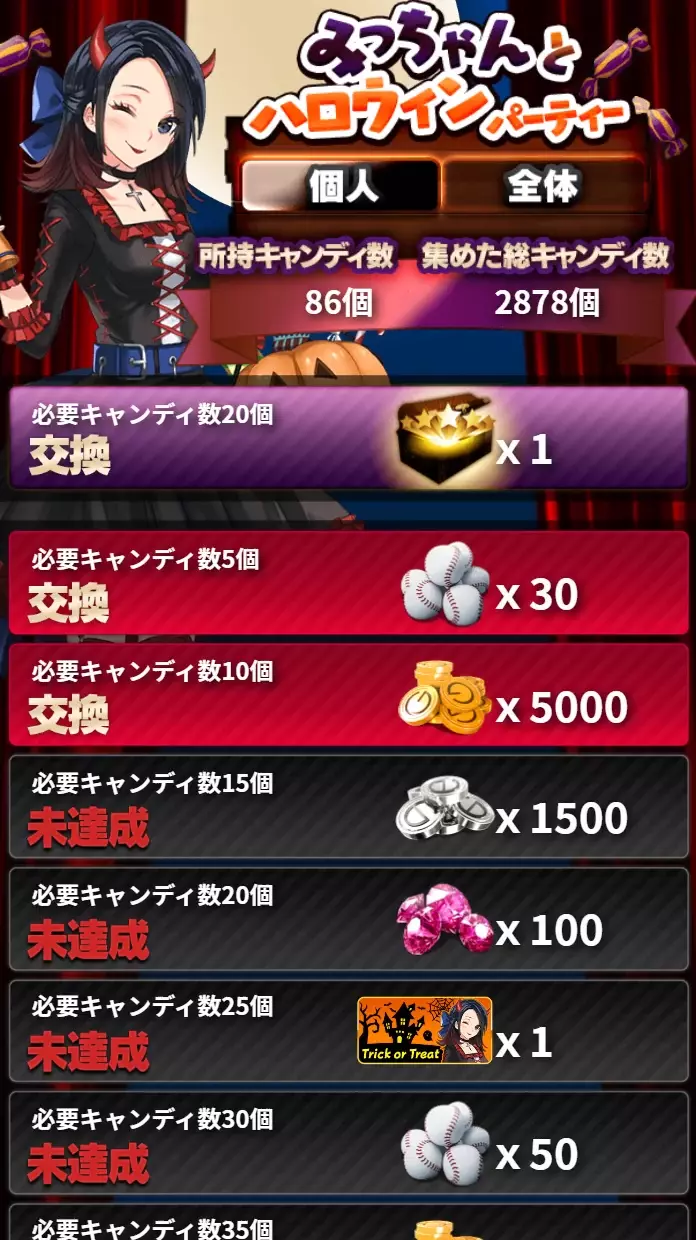 みっちゃんと
ハロウィンパーティー
個人 全体
所持キャンディ数 集めた総キャンディ数
86個 2878個
必要キャンディ数20個
交換 x 1
必要キャンディ数5個
交換 x 30
必要キャンディ数10個
交換 x 5000
必要キャンディ数15個
未達成 x 1500
必要キャンディ数20個
未達成 x 100
必要キャンディ数25個
未達成 Trick or Treat x 1
必要キャンディ数30個
未達成 x 50
必要キャンディ数35個